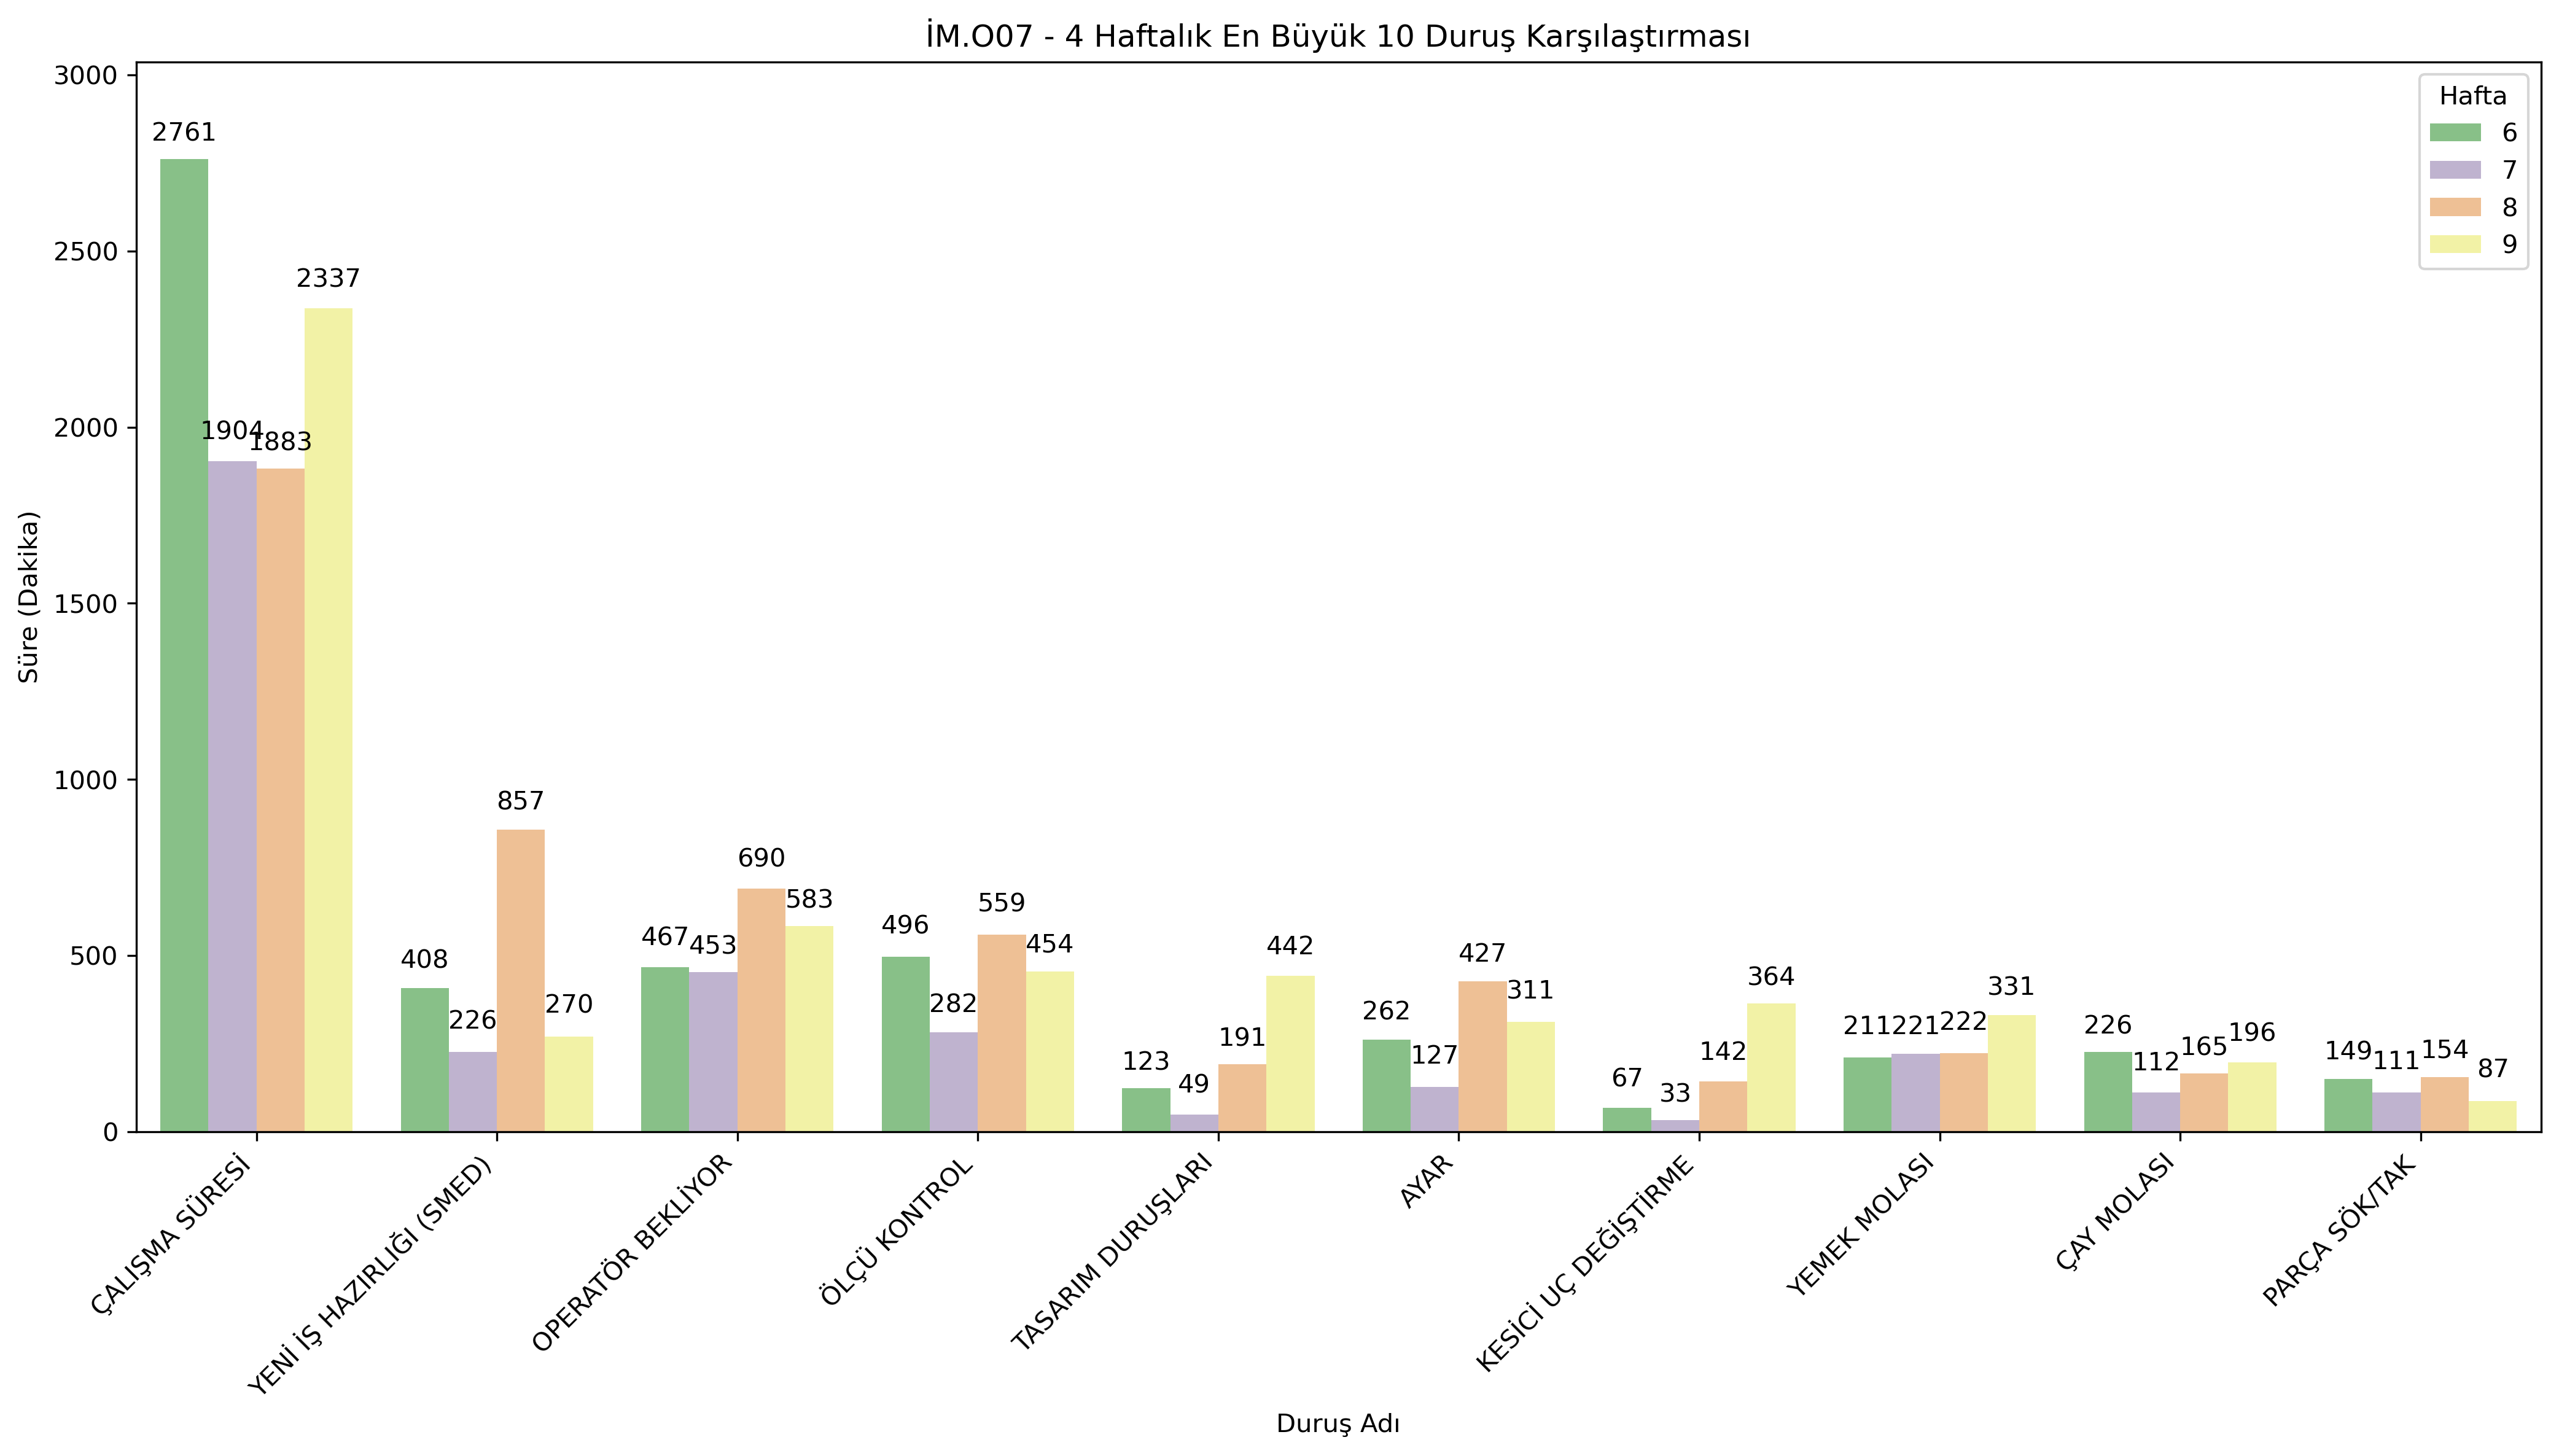 İM.O07 - 4 Haftalık En Büyük 10 Duruş Karşılaştırması
Süre (Dakika)
3000
2500
2000
1500
1000
500
0
Hafta
6
7
8
9
2761 1904 1883 2337
408 226 857 270
467 453 690 583
496 282 559 454
123 49 191 442
262 127 427 311
67 33 142 364
211 221 222 331
226 112 165 196
149 111 154 87
ÇALIŞMA SÜRESİ
YENİ İŞ HAZIRLIĞI (SMED)
OPERATÖR BEKLİYOR
ÖLÇÜ KONTROL
TASARIM DURUŞLARI
AYAR
KESİCİ UÇ DEĞİŞTİRME
YEMEK MOLASI
ÇAY MOLASI
PARÇA SÖK/TAK
Duruş Adı